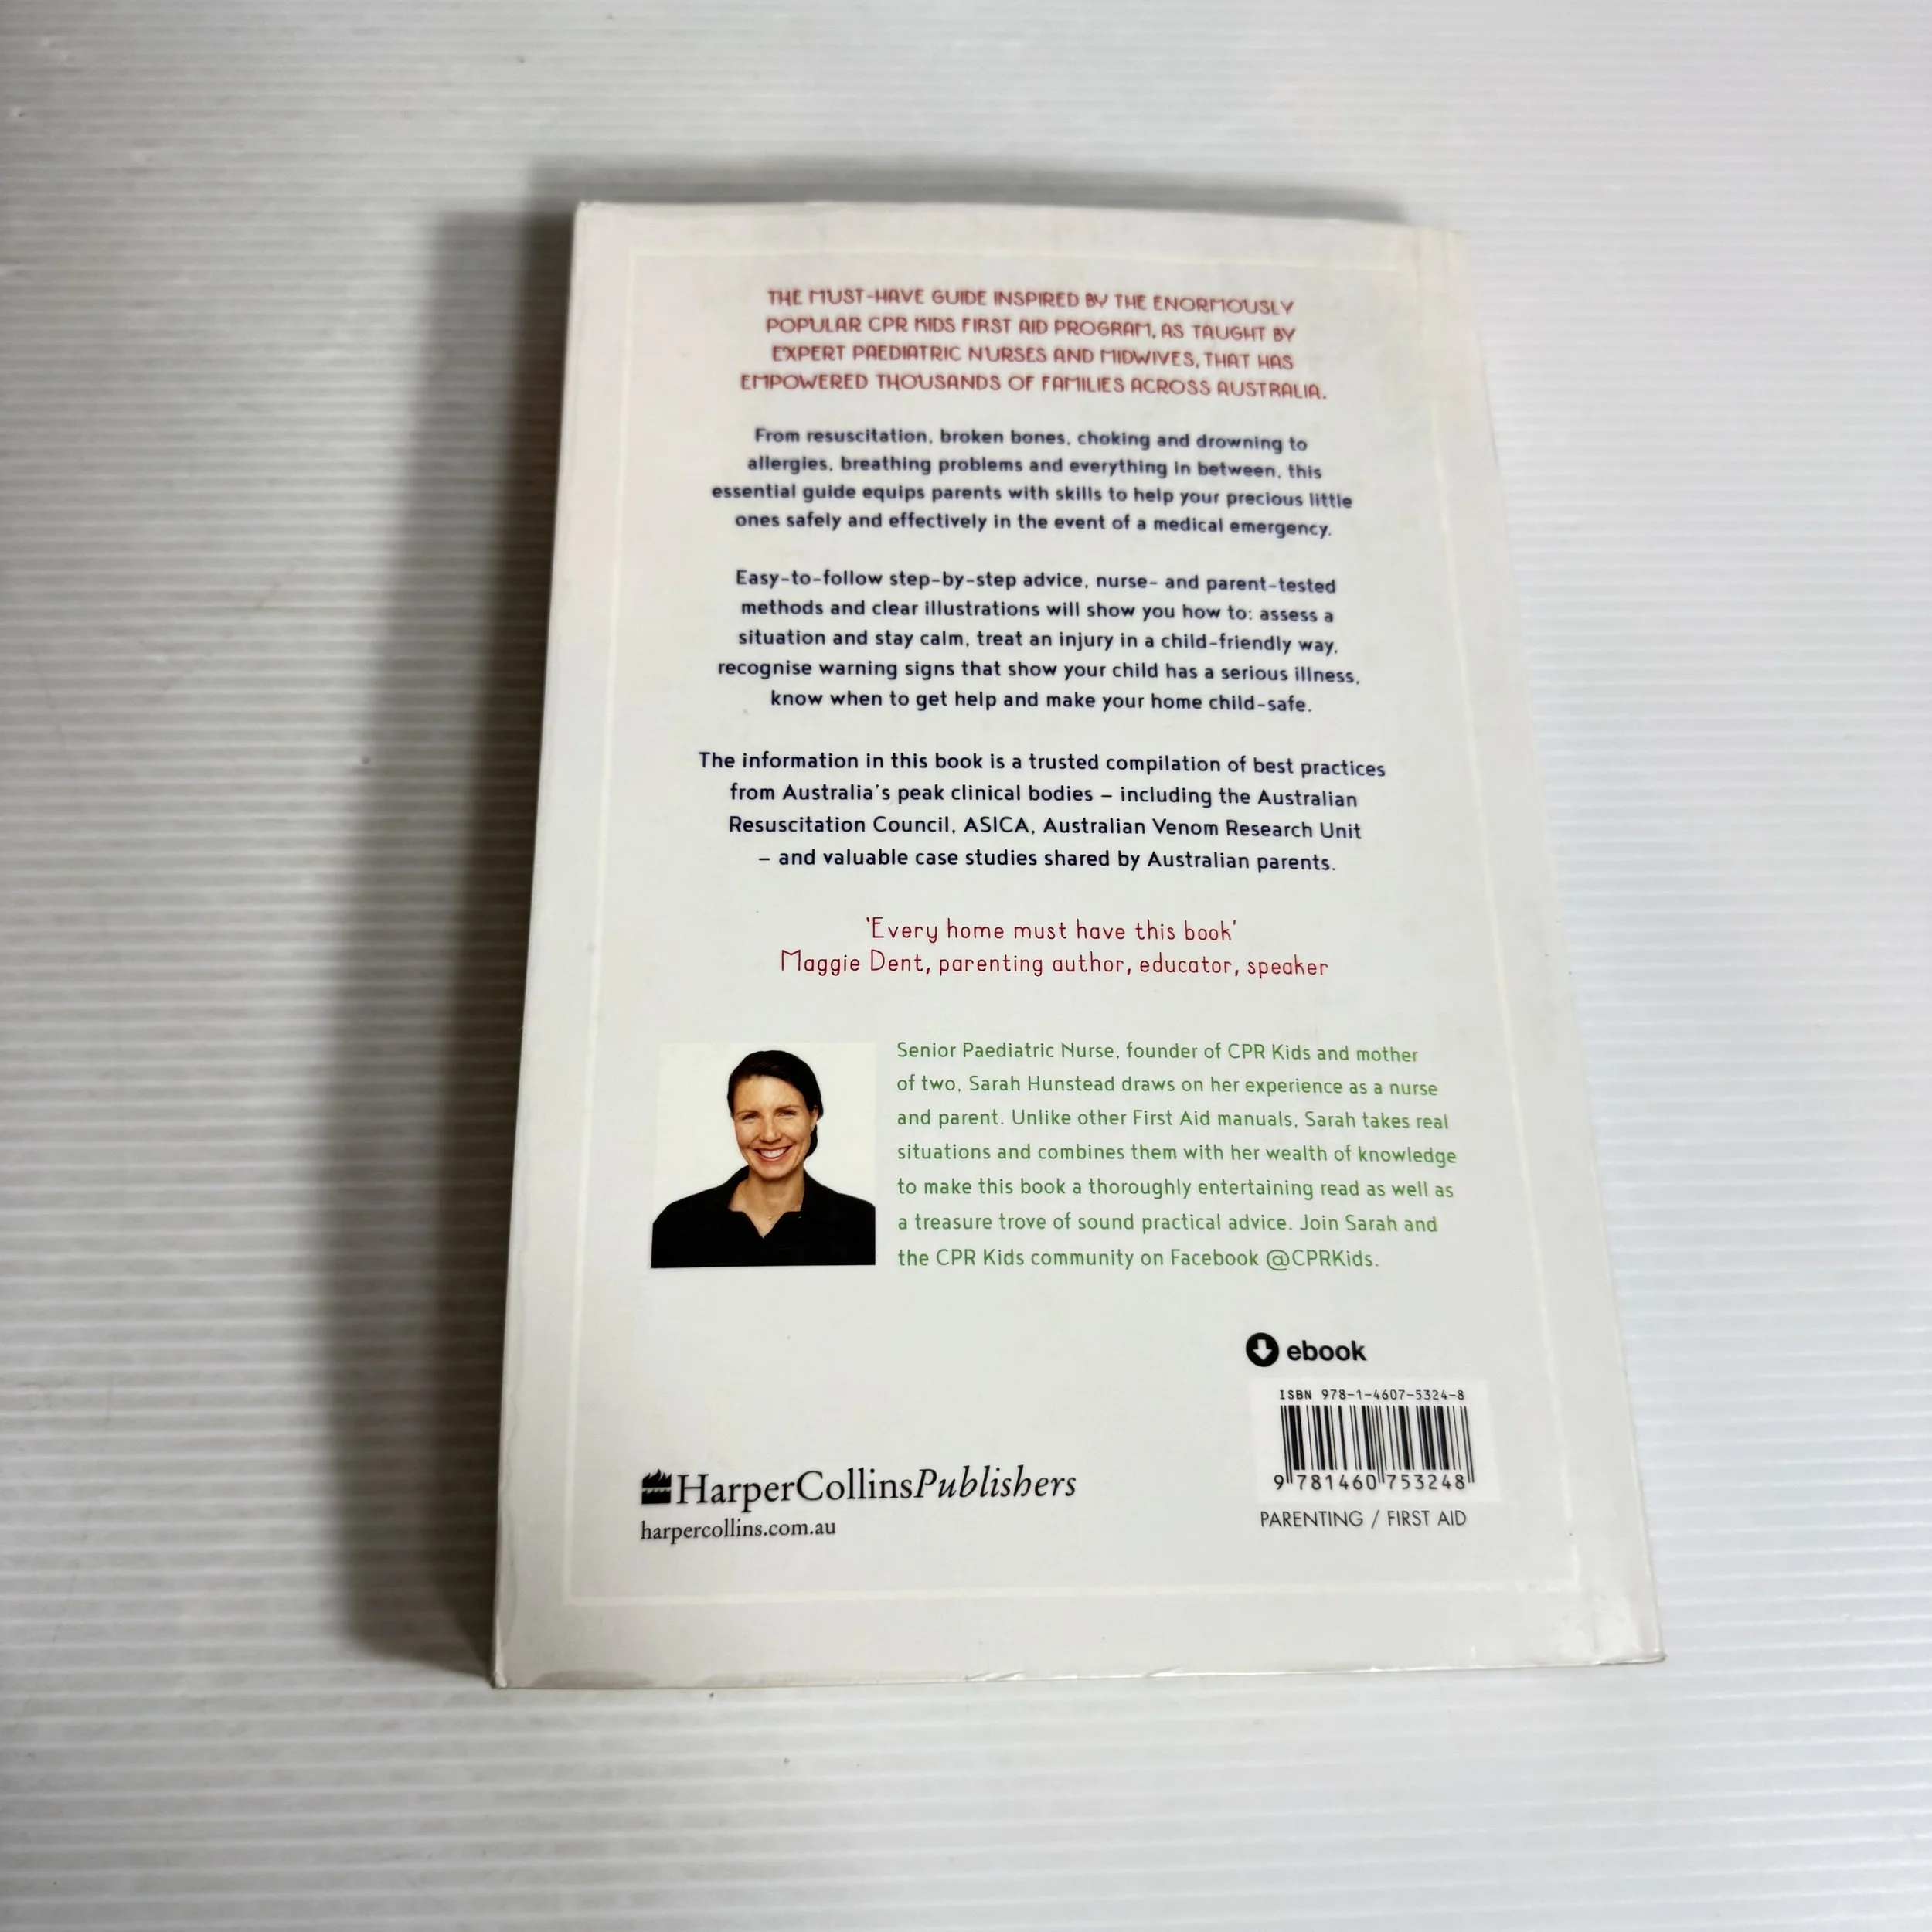 THE MUST-HAVE GUIDE INSPIRED BY THE ENORMOUSLY
POPULAR CPR KIDS FIRST AID PROGRAM, AS TAUGHT BY
EXPERT PAEDIATRIC NURSES AND MIDWIVES, THAT HAS
EMPOWERED THOUSANDS OF FAMILIES ACROSS AUSTRALIA.
From resuscitation, broken bones, choking and drowning to
allergies, breathing problems and everything in between, this
essential guide equips parents with skills to help your precious little
ones safely and effectively in the event of a medical emergency.
Easy-to-follow step-by-step advice, nurse- and parent-tested
methods and clear illustrations will show you how to: assess a
situation and stay calm, treat an injury in a child-friendly way,
recognise warning signs that show your child has a serious illness,
know when to get help and make your home child-safe.
The information in this book is a trusted compilation of best practices
from Australia's peak clinical bodies – including the Australian
Resuscitation Council, ASICA, Australian Venom Research Unit
– and valuable case studies shared by Australian parents.
'Every home must have this book'
Maggie Dent, parenting author, educator, speaker
Senior Paediatric Nurse, founder of CPR Kids and mother
of two, Sarah Hunstead draws on her experience as a nurse
and parent. Unlike other First Aid manuals, Sarah takes real
situations and combines them with her wealth of knowledge
to make this book a thoroughly entertaining read as well as
a treasure trove of sound practical advice. Join Sarah and
the CPR Kids community on Facebook @CPRKids.
ebook
ISBN 978-1-4607-5324-8
9 781460 753248
PARENTING / FIRST AID
HarperCollinsPublishers
harpercollins.com.au